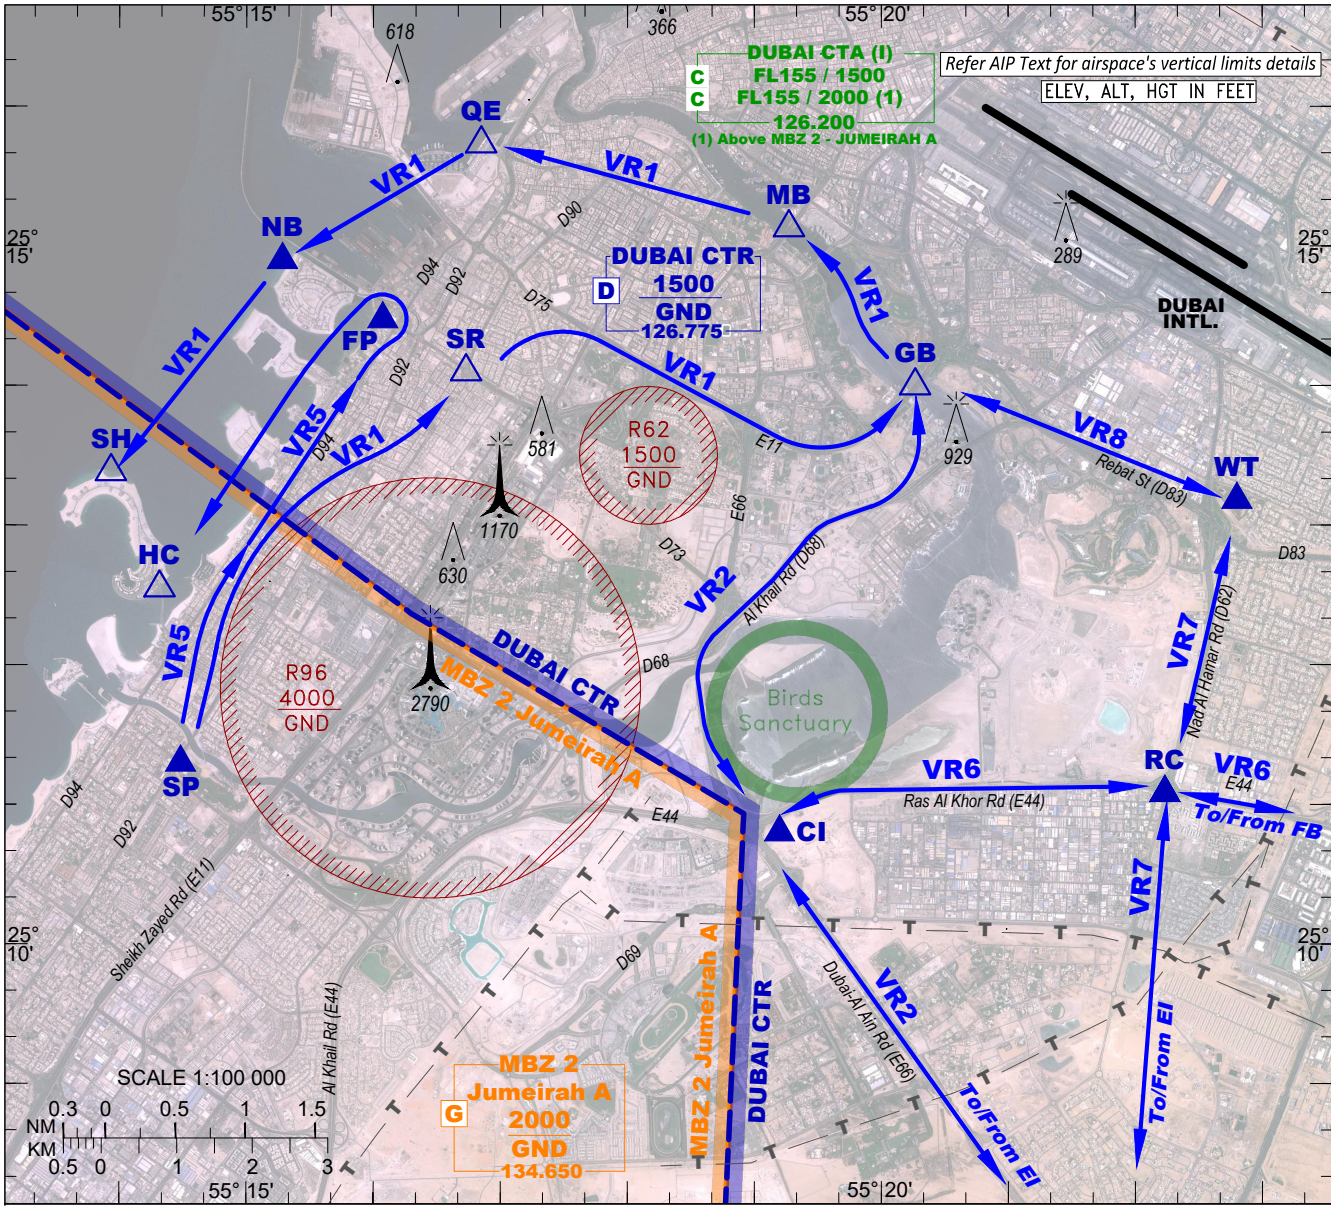 55°15'
366
55°20'
618
DUBAI CTA (I)
C FL155 / 1500
C FL155 / 2000 (1)
126.200
(1) Above MBZ 2 - JUMEIRAH A
Refer AIP Text for airspace's vertical limits details
ELEV, ALT, HGT IN FEET
T
QE
VR1
VR1
MB
D90
NB
25°
15'
25°
15'
289
D94
D92
D75
DUBAI CTR
D
1500
GND
126.775
VR1
DUBAI
INTL.
FP
SR
VR1
VR1
D92
GB
SH
VR5
D94
VR1
581
R62
1500
GND
E11
929
VR8
Rebat St (D83)
WT
1170
E66
D73
D83
HC
630
VR2
Al Khail Rd (D68)
VR5
R96
4000
GND
2790
DUBAI CTR
MBZ 2 Jumeirah A
D68
Birds
Sanctuary
VR7
Nad Al Hamar Rd (D62)
SP
D94
D92
E44
CI
VR6
Ras Al Khor Rd (E44)
RC
VR6
E44
To/From FB
Sheikh Zayed Rd (E11)
VR7
T
T
T
T
T
T
T
T
T
T
T
T
25°
10'
25°
10'
D69
MBZ 2 Jumeirah A
DUBAI CTR
VR2
Dubai-Al Ain Rd (E66)
To/From EI
To/From EI
Al Khail Rd (E44)
MBZ 2
Jumeirah A
G
2000
GND
134.650
T
T
T
T
T
T
T
T
SCALE 1:100 000
0.3 0 0.5 1 1.5
NM
KM
0.5 0 1 2 3
55°15'
55°20'